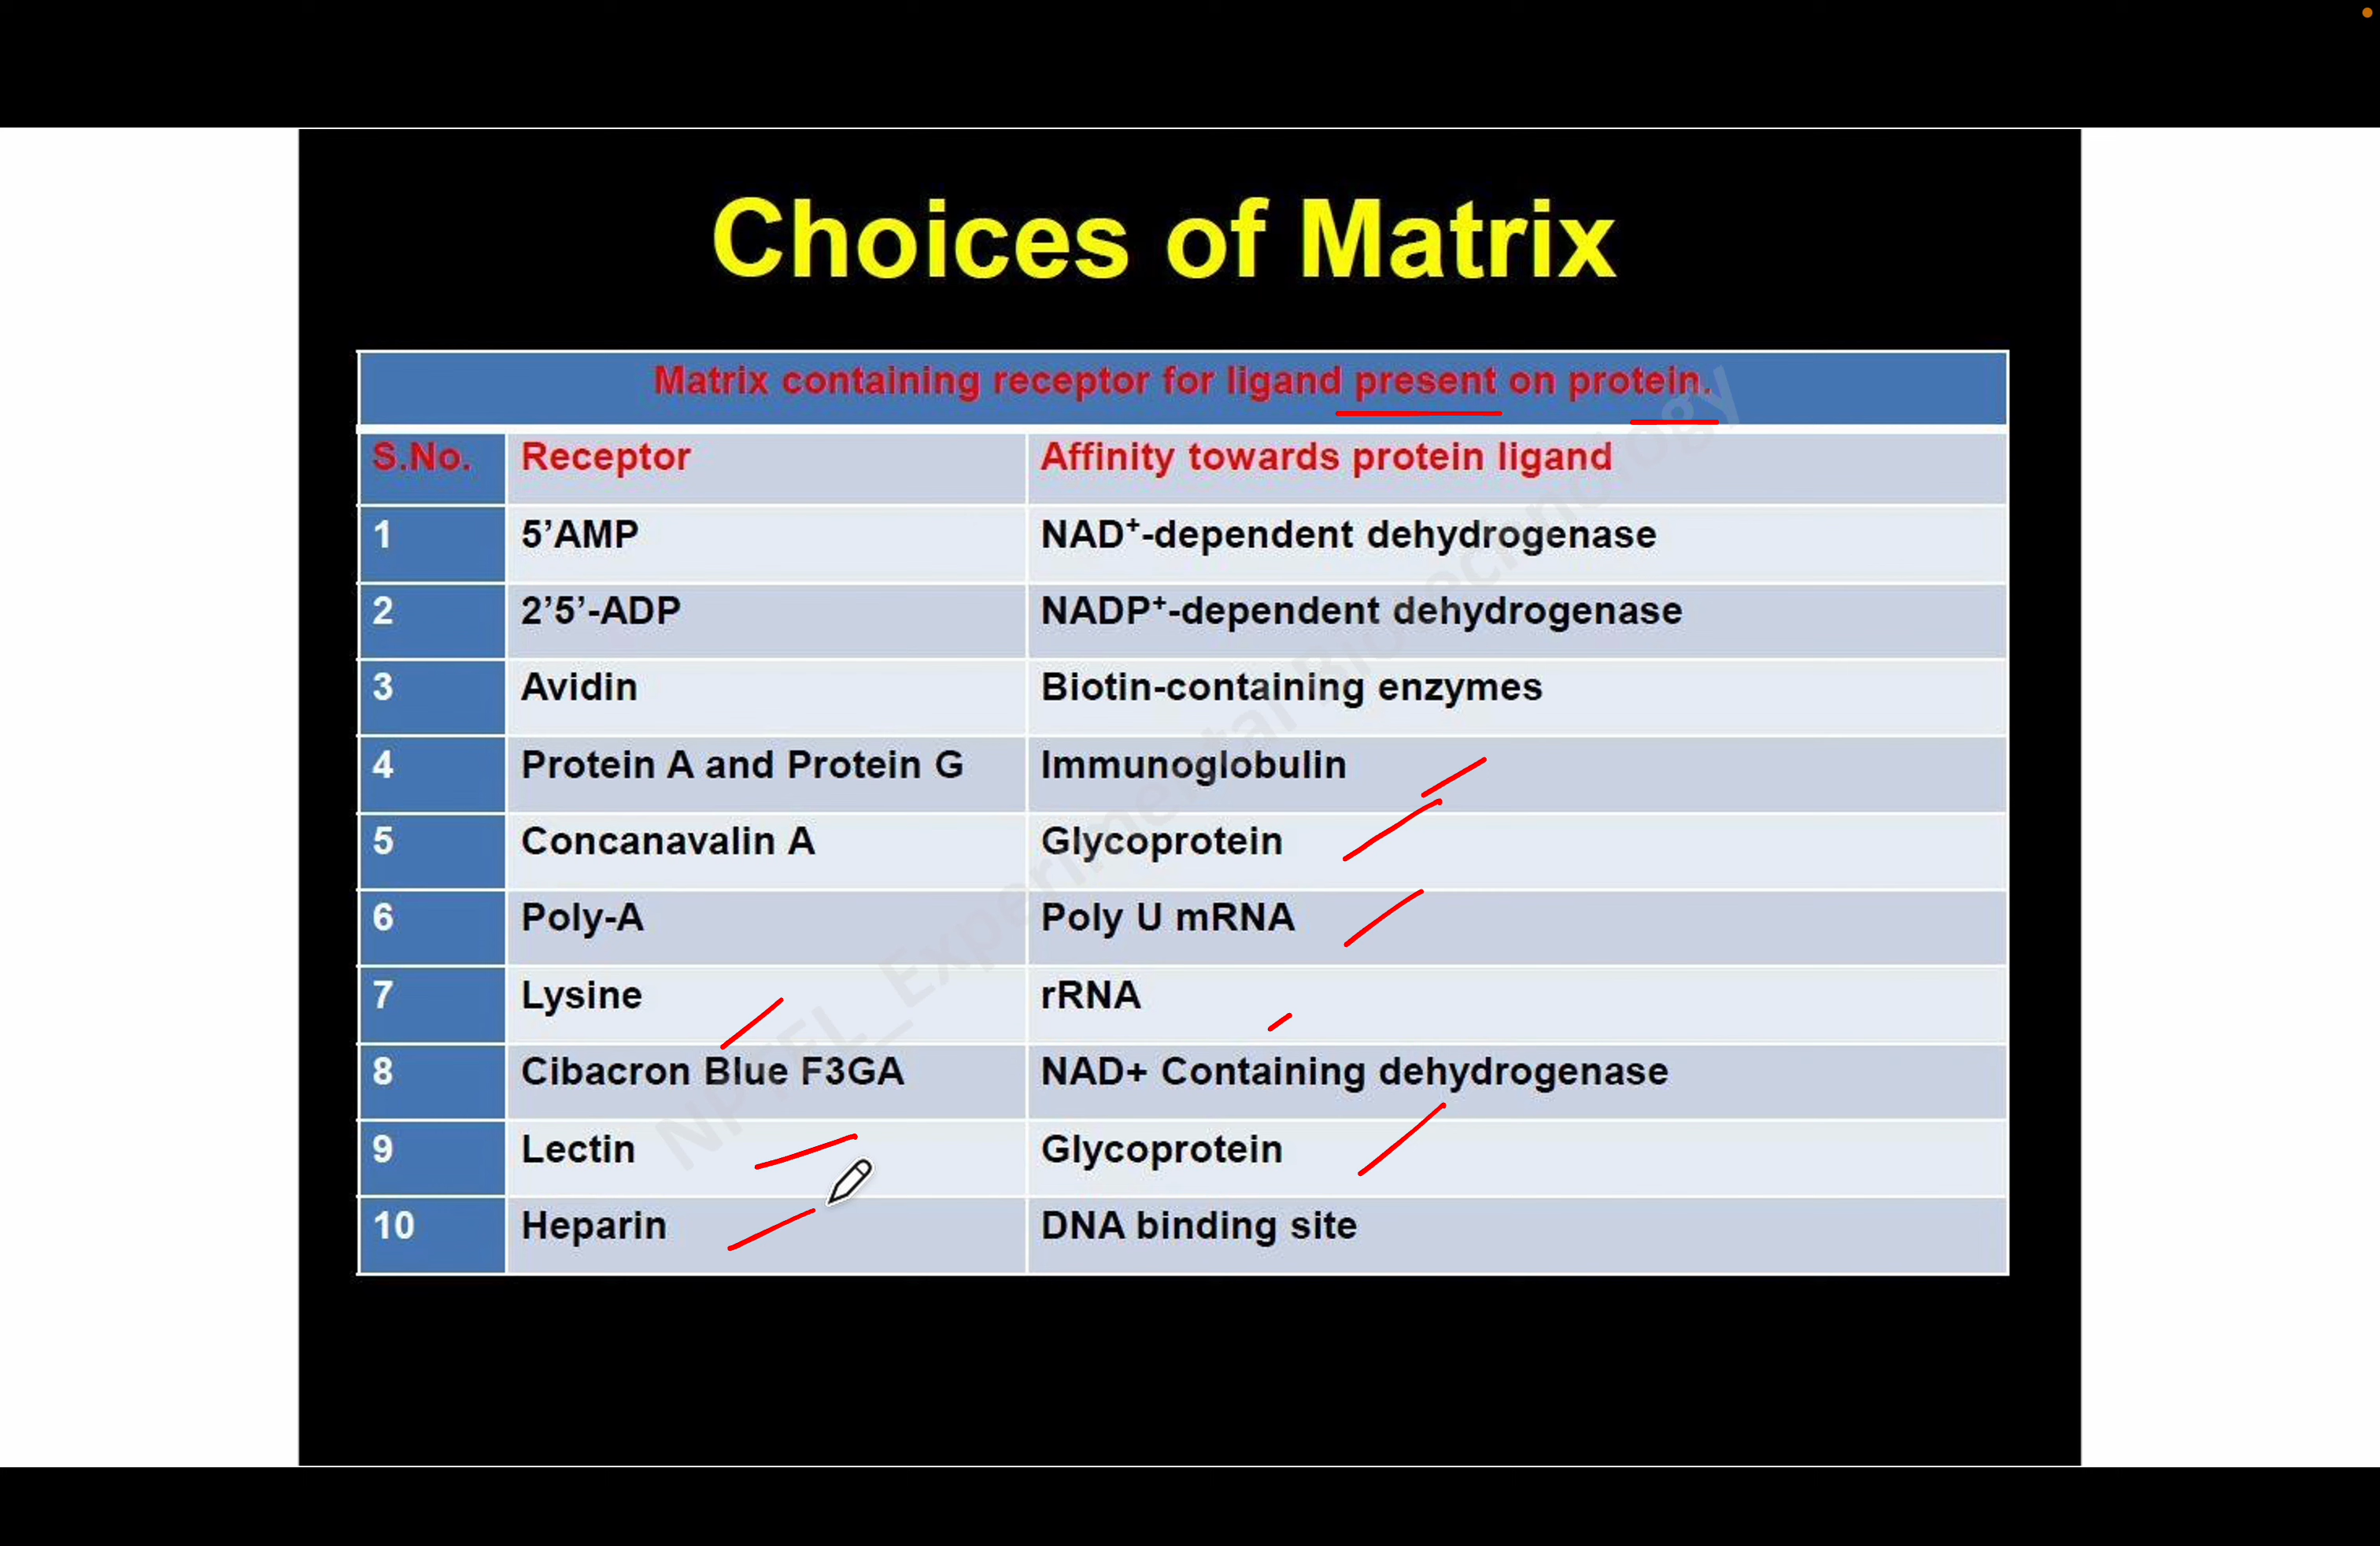 Choices of Matrix
Matrix containing receptor for ligand present on protein.
S.No. Receptor Affinity towards protein ligand
1 5’AMP NAD⁺-dependent dehydrogenase
2 2’5’-ADP NADP⁺-dependent dehydrogenase
3 Avidin Biotin-containing enzymes
4 Protein A and Protein G Immunoglobulin
5 Concanavalin A Glycoprotein
6 Poly-A Poly U mRNA
7 Lysine rRNA
8 Cibacron Blue F3GA NAD+ Containing dehydrogenase
9 Lectin Glycoprotein
10 Heparin DNA binding site
NPTEL_Experimental Biotechnology